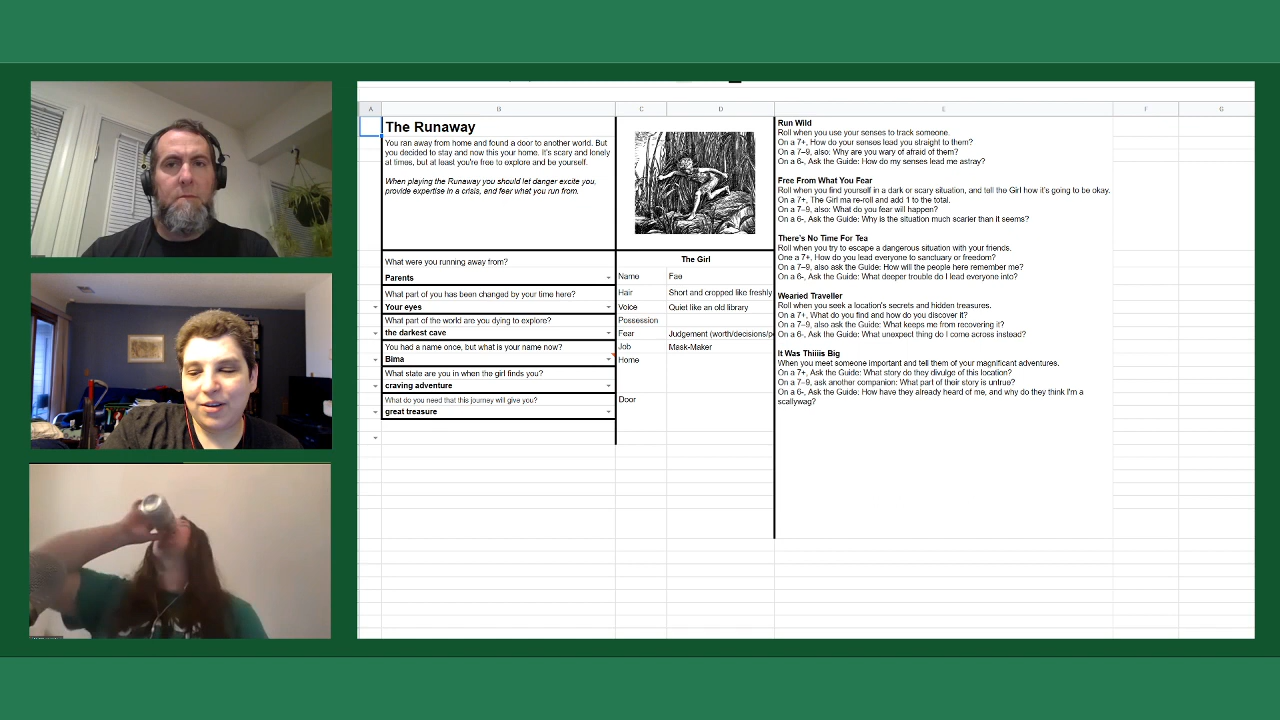 A
B
C
D
E
F
G
The Runaway
You ran away from home and found a door to another world. But
you decided to stay and now this your home. It's scary and lonely
at times, but at least you're free to explore and be yourself.
When playing the Runaway you should let danger excite you,
provide expertise in a crisis, and fear what you run from.
What were you running away from?
Parents
What part of you has been changed by your time here?
Your eyes
What part of the world are you dying to explore?
the darkest cave
You had a name once, but what is your name now?
Bima
What state are you in when the girl finds you?
craving adventure
What do you need that this journey will give you?
great treasure
The Girl
Name Fae
Hair Short and cropped like freshly
Voice Quiet like an old library
Possession
Fear Judgement (worth/decisions/p
Job Mask-Maker
Home
Door
Run Wild
Roll when you use your senses to track someone.
On a 7+, How do your senses lead you straight to them?
On a 7–9, also: Why are you wary of afraid of them?
On a 6-, Ask the Guide: How do my senses lead me astray?
Free From What You Fear
Roll when you find yourself in a dark or scary situation, and tell the Girl how it's going to be okay.
On a 7+, The Girl ma re-roll and add 1 to the total.
On a 7–9, also: What do you fear will happen?
On a 6-, Ask the Guide: Why is the situation much scarier than it seems?
There's No Time For Tea
Roll when you try to escape a dangerous situation with your friends.
One a 7+, How do you lead everyone to sanctuary or freedom?
On a 7–9, also ask the Guide: How will the people here remember me?
On a 6-, Ask the Guide: What deeper trouble do I lead everyone into?
Wearied Traveller
Roll when you seek a location's secrets and hidden treasures.
On a 7+, What do you find and how do you discover it?
On a 7–9, also ask the Guide: What keeps me from recovering it?
On a 6-, Ask the Guide: What unexpect thing do I come across instead?
It Was Thiiiis Big
When you meet someone important and tell them of your magnificant adventures.
On a 7+, Ask the Guide: What story do they divulge of this location?
On a 7–9, ask another companion: What part of their story is untrue?
On a 6-, Ask the Guide: How have they already heard of me, and why do they think I'm a
scallywag?